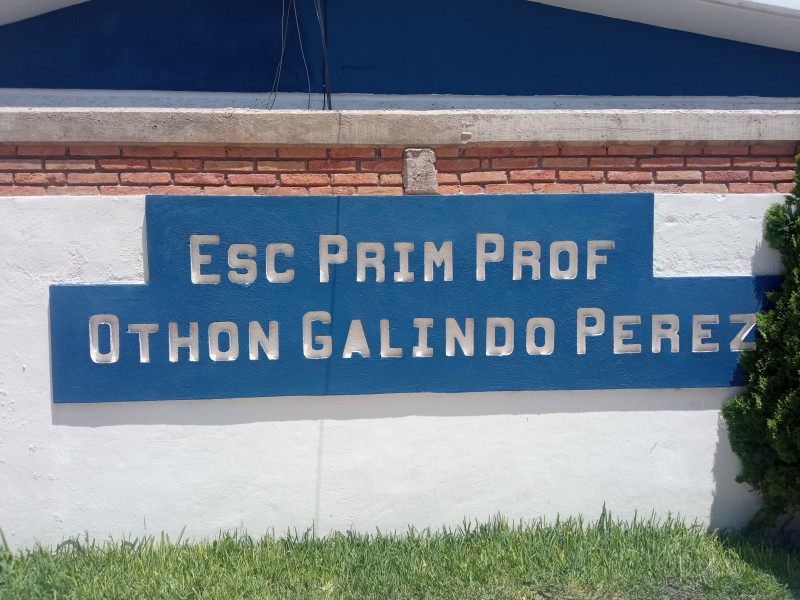 Esc Prim Prof
Othon Galindo Perez